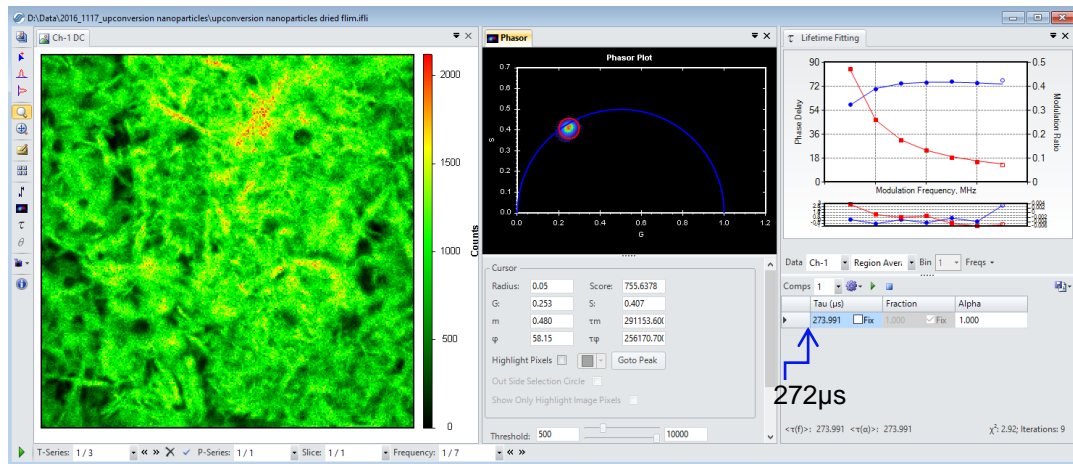 D:\Data\2016_1117_upconversion nanoparticles\upconversion nanoparticles dried flim.ifli
Ch-1 DC
2000
1500
1000
500
0
Counts
T-Series: 1 / 3
P-Series: 1 / 1
Slice: 1 / 1
Frequency: 1 / 7
Phasor
Phasor Plot
0.7
0.6
0.5
0.4
0.3
0.2
0.1
0.0
S
0.0 0.2 0.4 0.6 0.8 1.0 1.2
G
Cursor
Radius: 0.05 Score: 755.6378
G: 0.253 S: 0.407
m 0.480 τm 291153.60(
φ 58.15 τφ 256170.70(
Highlight Pixels Goto Peak
Out Side Selection Circle
Show Only Highlight Image Pixels
Threshold: 500 10000
τ Lifetime Fitting
90
72
54
36
18
0
Phase Delay
0.5
0.4
0.3
0.2
0.1
0
Modulation Ratio
Modulation Frequency, MHz
-0.004
-0.006
Data Ch-1 Region Avera Bin 1 Freqs
Comps 1
Tau (µs) Fraction Alpha
273.991 Fix 1.000 Fix 1.000
272µs
<τ(f)>: 273.991 <τ(α)>: 273.991
χ²: 2.92; Iterations: 9